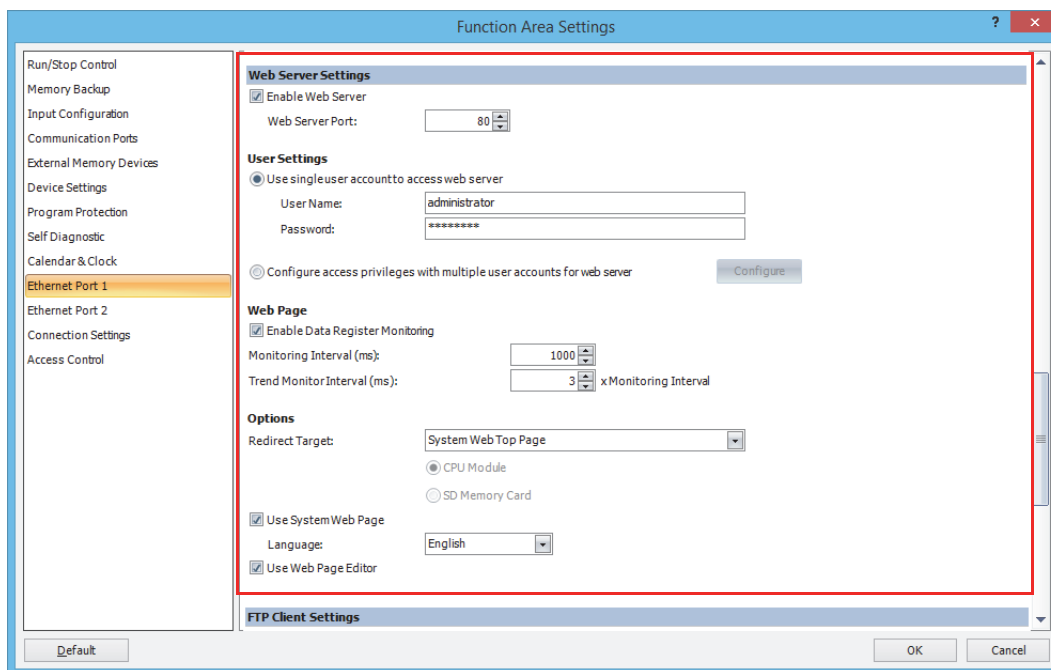 Function Area Settings
?
×
Run/Stop Control
Memory Backup
Input Configuration
Communication Ports
External Memory Devices
Device Settings
Program Protection
Self Diagnostic
Calendar & Clock
Ethernet Port 1
Ethernet Port 2
Connection Settings
Access Control
Web Server Settings
Enable Web Server
Web Server Port: 80
User Settings
Use single user account to access web server
User Name: administrator
Password: ********
Configure access privileges with multiple user accounts for web server Configure
Web Page
Enable Data Register Monitoring
Monitoring Interval (ms): 1000
Trend Monitor Interval (ms): 3 x Monitoring Interval
Options
Redirect Target: System Web Top Page
CPU Module
SD Memory Card
Use System Web Page
Language: English
Use Web Page Editor
FTP Client Settings
Default OK Cancel